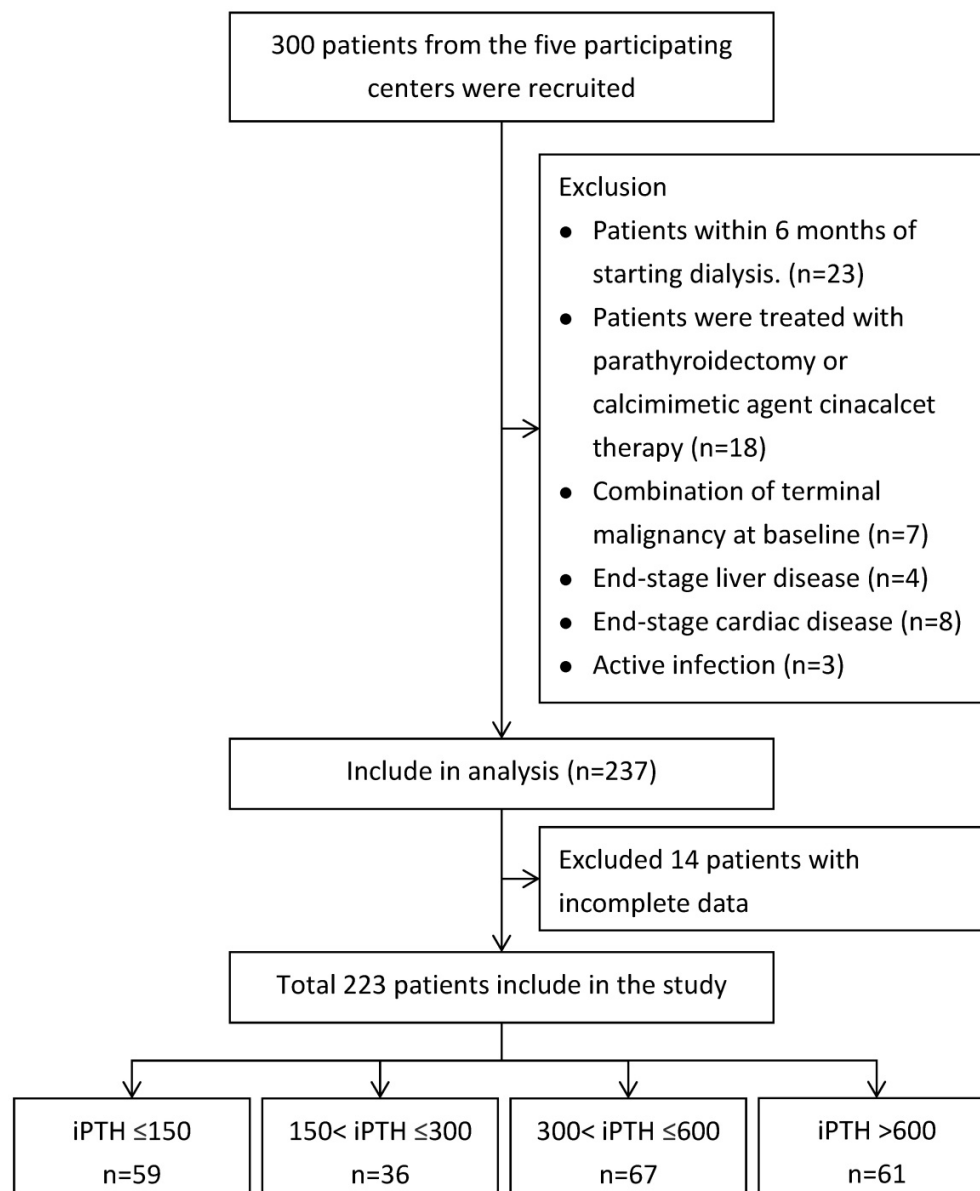 300 patients from the five participating
centers were recruited
Exclusion
● Patients within 6 months of
starting dialysis. (n=23)
● Patients were treated with
parathyroidectomy or
calcimimetic agent cinacalcet
therapy (n=18)
● Combination of terminal
malignancy at baseline (n=7)
● End-stage liver disease (n=4)
● End-stage cardiac disease (n=8)
● Active infection (n=3)
Include in analysis (n=237)
Excluded 14 patients with
incomplete data
Total 223 patients include in the study
iPTH ≤150
n=59
150< iPTH ≤300
n=36
300< iPTH ≤600
n=67
iPTH >600
n=61